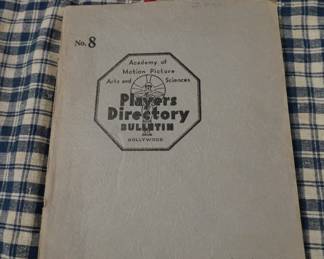 No. 8
Academy of
Motion Picture
Arts and Sciences
Players
Directory
BULLETIN
HOLLYWOOD